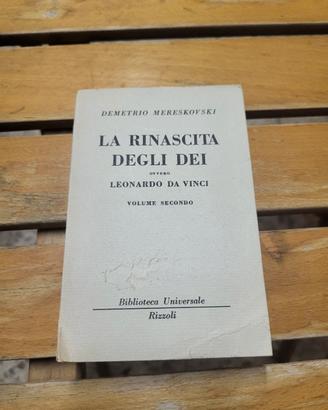 DEMETRIO MERESKOVSKI
LA RINASCITA
DEGLI DEI
OVVERO
LEONARDO DA VINCI
VOLUME SECONDO
Biblioteca Universale
Rizzoli